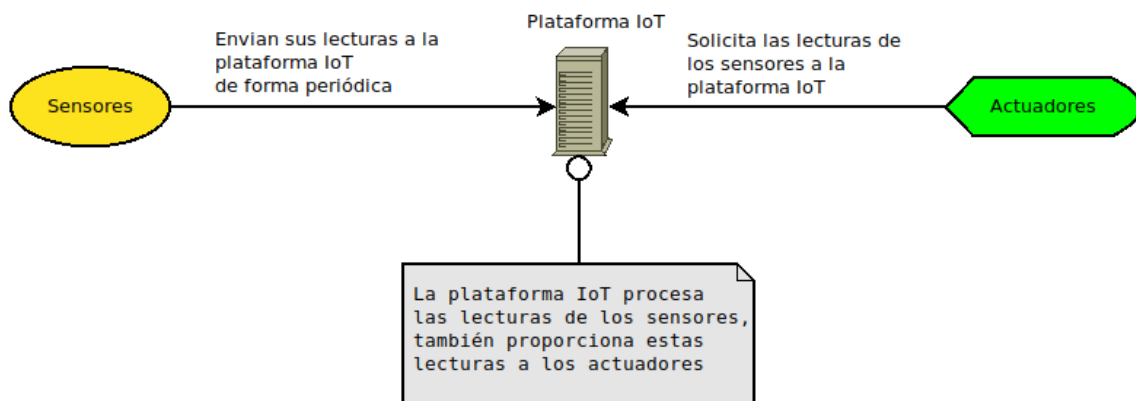 Plataforma IoT
Envian sus lecturas a la
plataforma IoT
de forma periódica
Solicita las lecturas de
los sensores a la
plataforma IoT
Sensores
Actuadores
La plataforma IoT procesa
las lecturas de los sensores,
también proporciona estas
lecturas a los actuadores